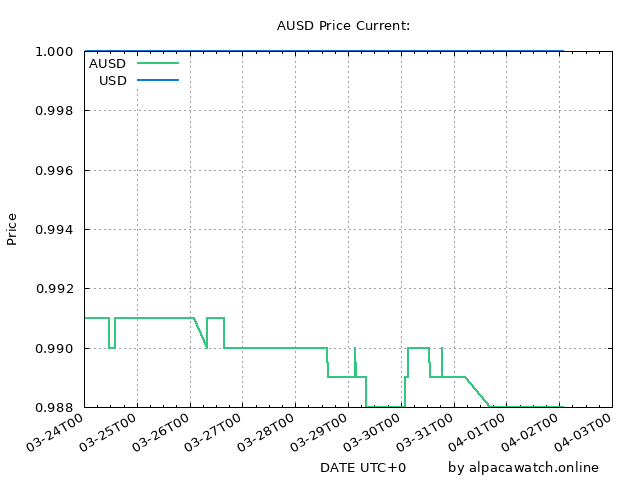 AUSD Price Current:
1.000
AUSD
USD
0.998
0.996
0.994
Price
0.992
0.990
0.988
03-24T00 03-25T00 03-26T00 03-27T00 03-28T00 03-29T00 03-30T00 03-31T00 04-01T00 04-02T00 04-03T00
DATE UTC+0 by alpacawatch.online